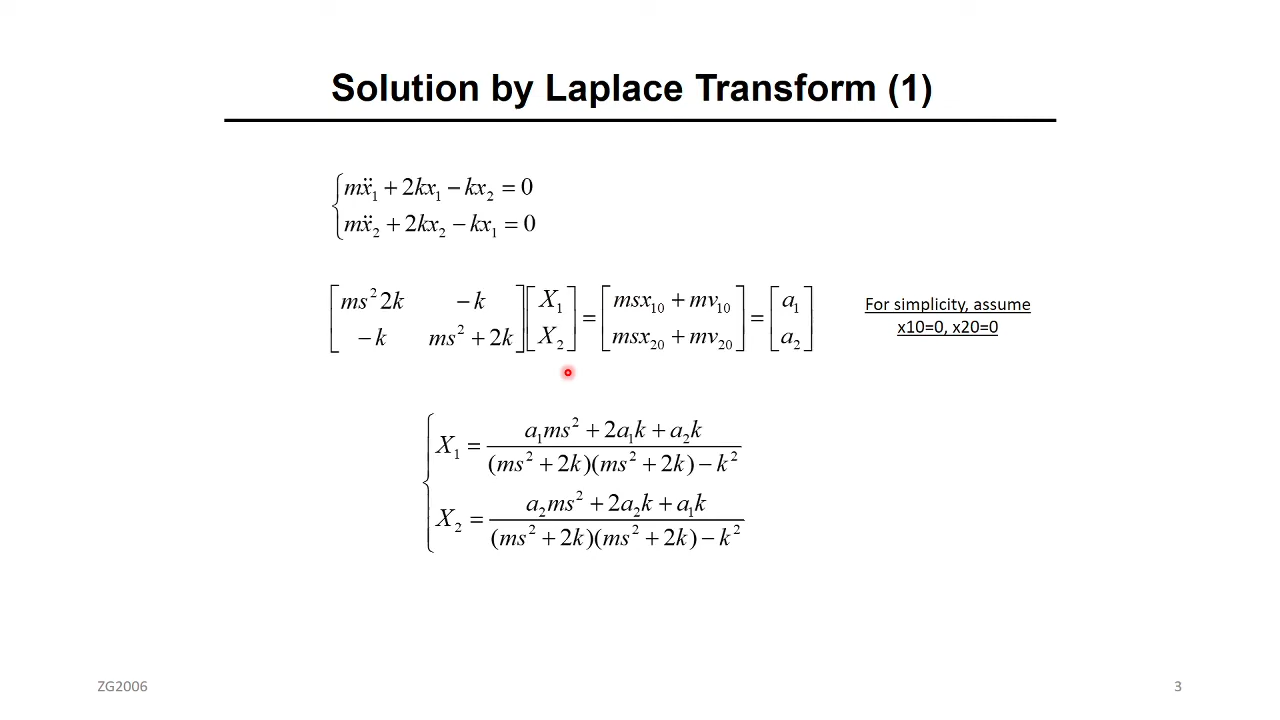 Solution by Laplace Transform (1)
mẍ₁ + 2kx₁ − kx₂ = 0
mẍ₂ + 2kx₂ − kx₁ = 0
[ms²2k −k] [X₁] = [msx₁₀ + mv₁₀] = [a₁]
[−k ms² + 2k] [X₂] = [msx₂₀ + mv₂₀] = [a₂]
For simplicity, assume
x10=0, x20=0
X₁ = (a₁ms² + 2a₁k + a₂k) / ((ms² + 2k)(ms² + 2k) − k²)
X₂ = (a₂ms² + 2a₂k + a₁k) / ((ms² + 2k)(ms² + 2k) − k²)
ZG2006
3